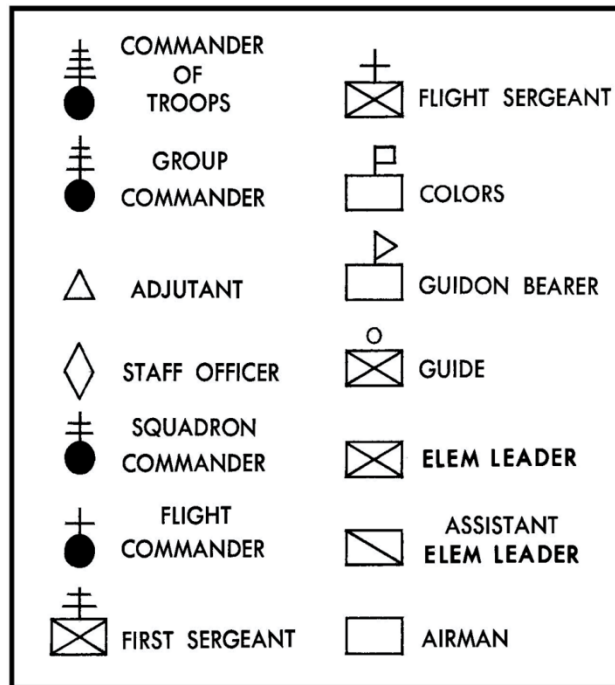 COMMANDER
OF
TROOPS
GROUP
COMMANDER
ADJUTANT
STAFF OFFICER
SQUADRON
COMMANDER
FLIGHT
COMMANDER
FIRST SERGEANT
FLIGHT SERGEANT
COLORS
GUIDON BEARER
GUIDE
ELEM LEADER
ASSISTANT
ELEM LEADER
AIRMAN